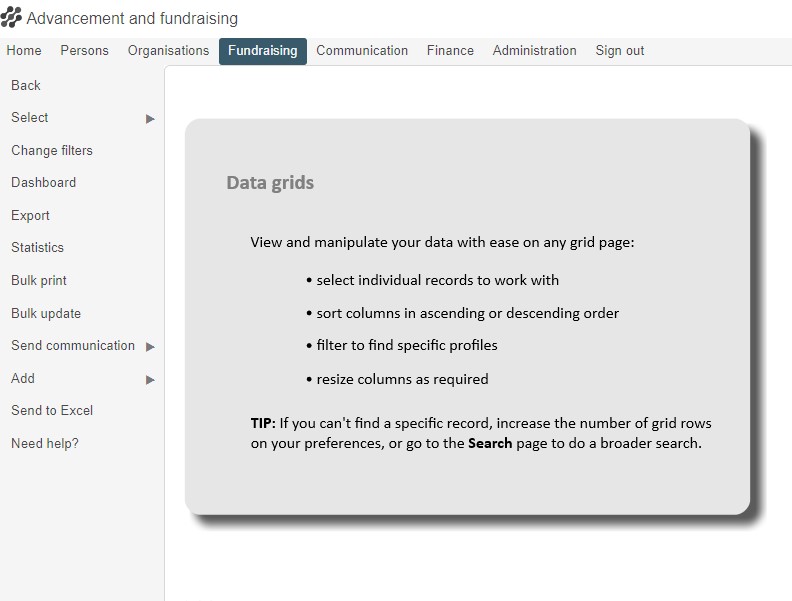 Advancement and fundraising
Home Persons Organisations Fundraising Communication Finance Administration Sign out
Back
Select
Change filters
Dashboard
Export
Statistics
Bulk print
Bulk update
Send communication
Add
Send to Excel
Need help?
Data grids
View and manipulate your data with ease on any grid page:
• select individual records to work with
• sort columns in ascending or descending order
• filter to find specific profiles
• resize columns as required
TIP: If you can't find a specific record, increase the number of grid rows
on your preferences, or go to the Search page to do a broader search.